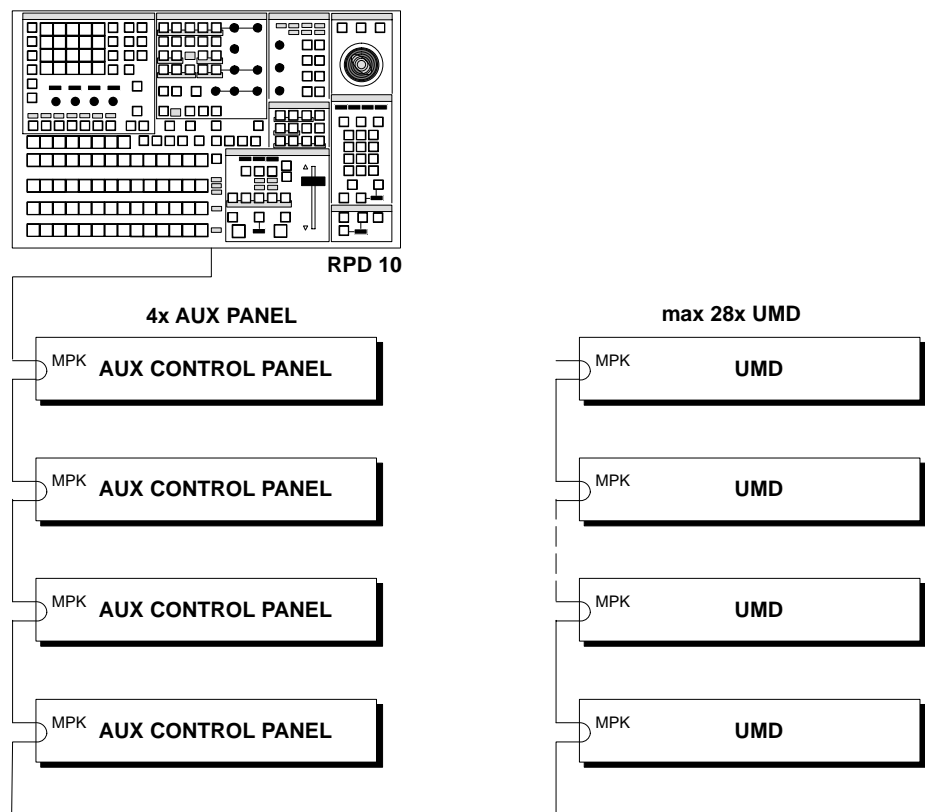 RPD 10
4x AUX PANEL
MPK AUX CONTROL PANEL
MPK AUX CONTROL PANEL
MPK AUX CONTROL PANEL
MPK AUX CONTROL PANEL
max 28x UMD
MPK UMD
MPK UMD
MPK UMD
MPK UMD